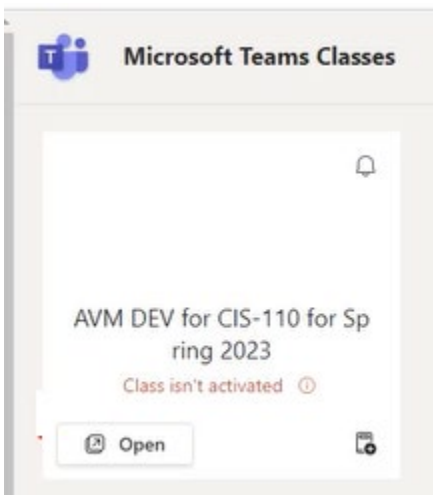 Microsoft Teams Classes
AVM DEV for CIS-110 for Sp
ring 2023
Class isn't activated
Open